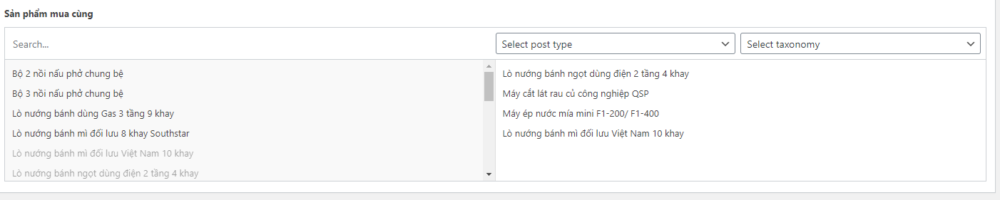 Sản phẩm mua cùng
Search...
Select post type
Select taxonomy
Bộ 2 nồi nấu phở chung bệ
Bộ 3 nồi nấu phở chung bệ
Lò nướng bánh dùng Gas 3 tầng 9 khay
Lò nướng bánh mì đối lưu 8 khay Southstar
Lò nướng bánh mì đối lưu Việt Nam 10 khay
Lò nướng bánh ngọt dùng điện 2 tầng 4 khay
Lò nướng bánh ngọt dùng điện 2 tầng 4 khay
Máy cắt lát rau củ công nghiệp QSP
Máy ép nước mía mini F1-200/ F1-400
Lò nướng bánh mì đối lưu Việt Nam 10 khay